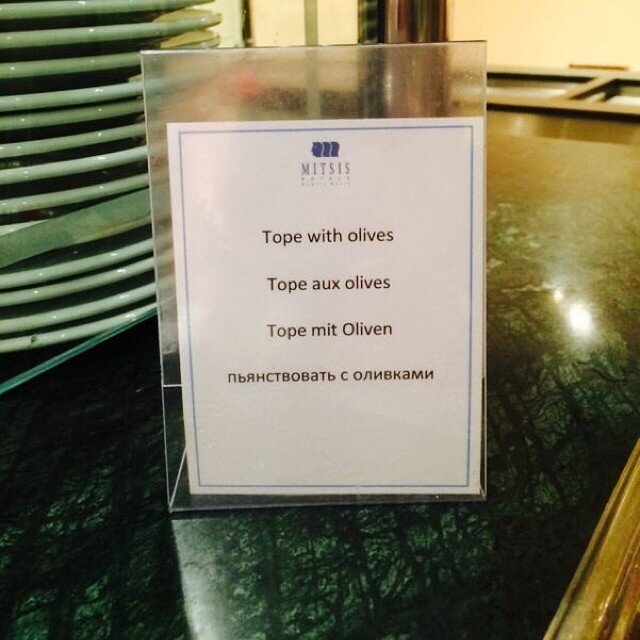 MITSIS
Tope with olives
Tope aux olives
Tope mit Oliven
пьянствовать с оливками